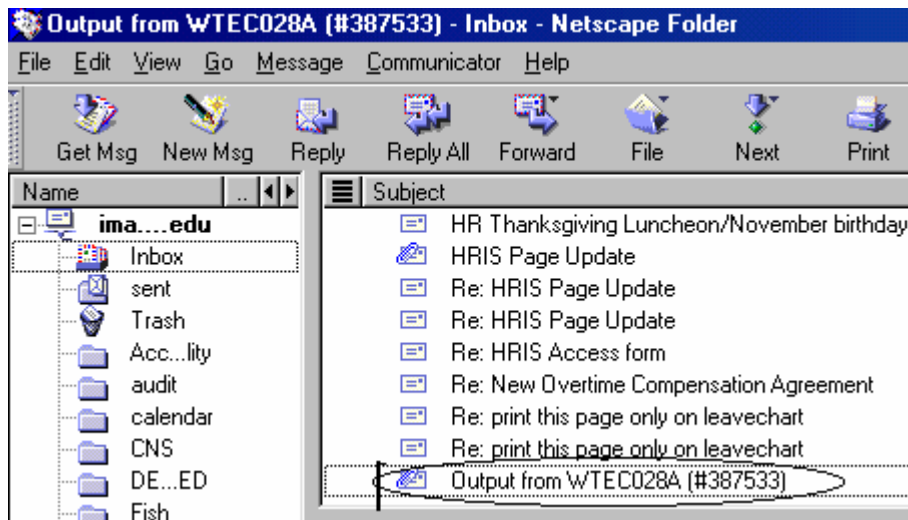 Output from WTEC028A (#387533) - Inbox - Netscape Folder
File Edit View Go Message Communicator Help
Get Msg New Msg Reply Reply All Forward File Next Print
Name .. Subject
ima....edu
Inbox
sent
Trash
Acc...lity
audit
calendar
CNS
DE...ED
Fish
HR Thanksgiving Luncheon/November birthday
HRIS Page Update
Re: HRIS Page Update
Re: HRIS Page Update
Re: HRIS Access form
Re: New Overtime Compensation Agreement
Re: print this page only on leavechart
Re: print this page only on leavechart
Output from WTEC028A (#387533)